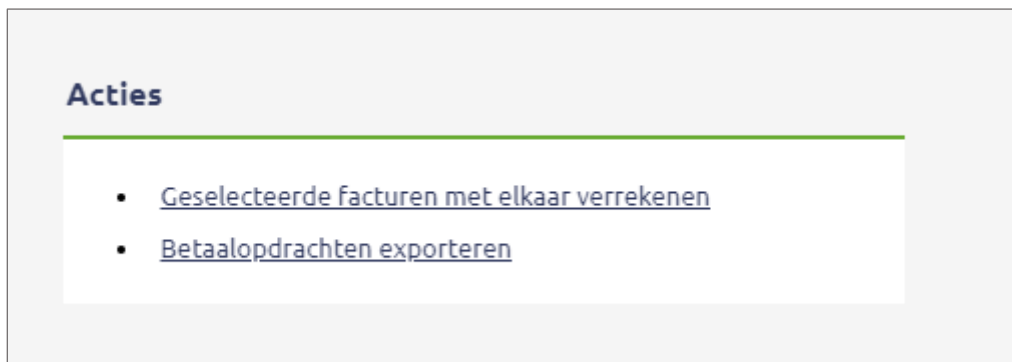 Acties
Geselecteerde facturen met elkaar verrekenen
Betaalopdrachten exporteren